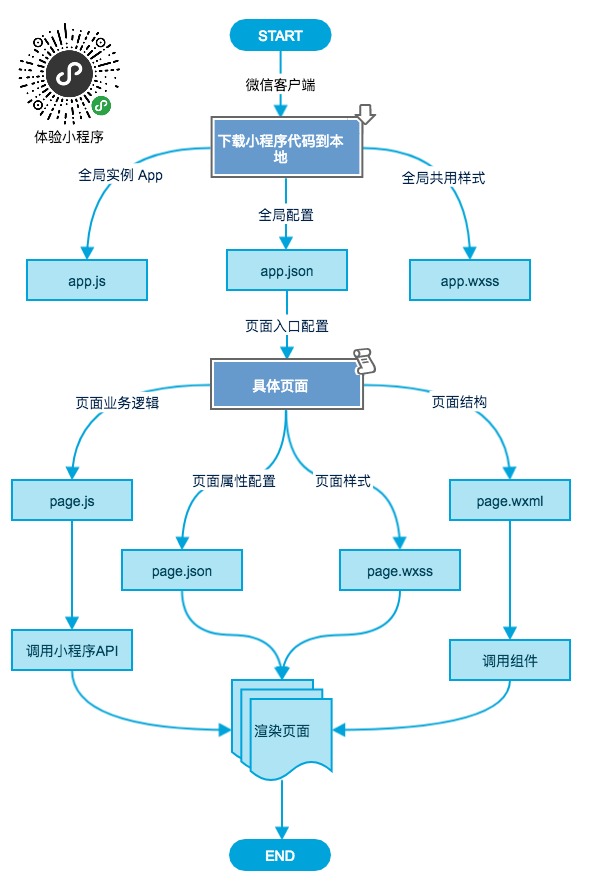 START
微信客户端
体验小程序
下载小程序代码到本
地
全局实例 App
全局共用样式
全局配置
app.js
app.json
app.wxss
页面入口配置
具体页面
页面业务逻辑
页面结构
页面属性配置
页面样式
page.js
page.wxml
page.json
page.wxss
调用小程序API
调用组件
渲染页面
END